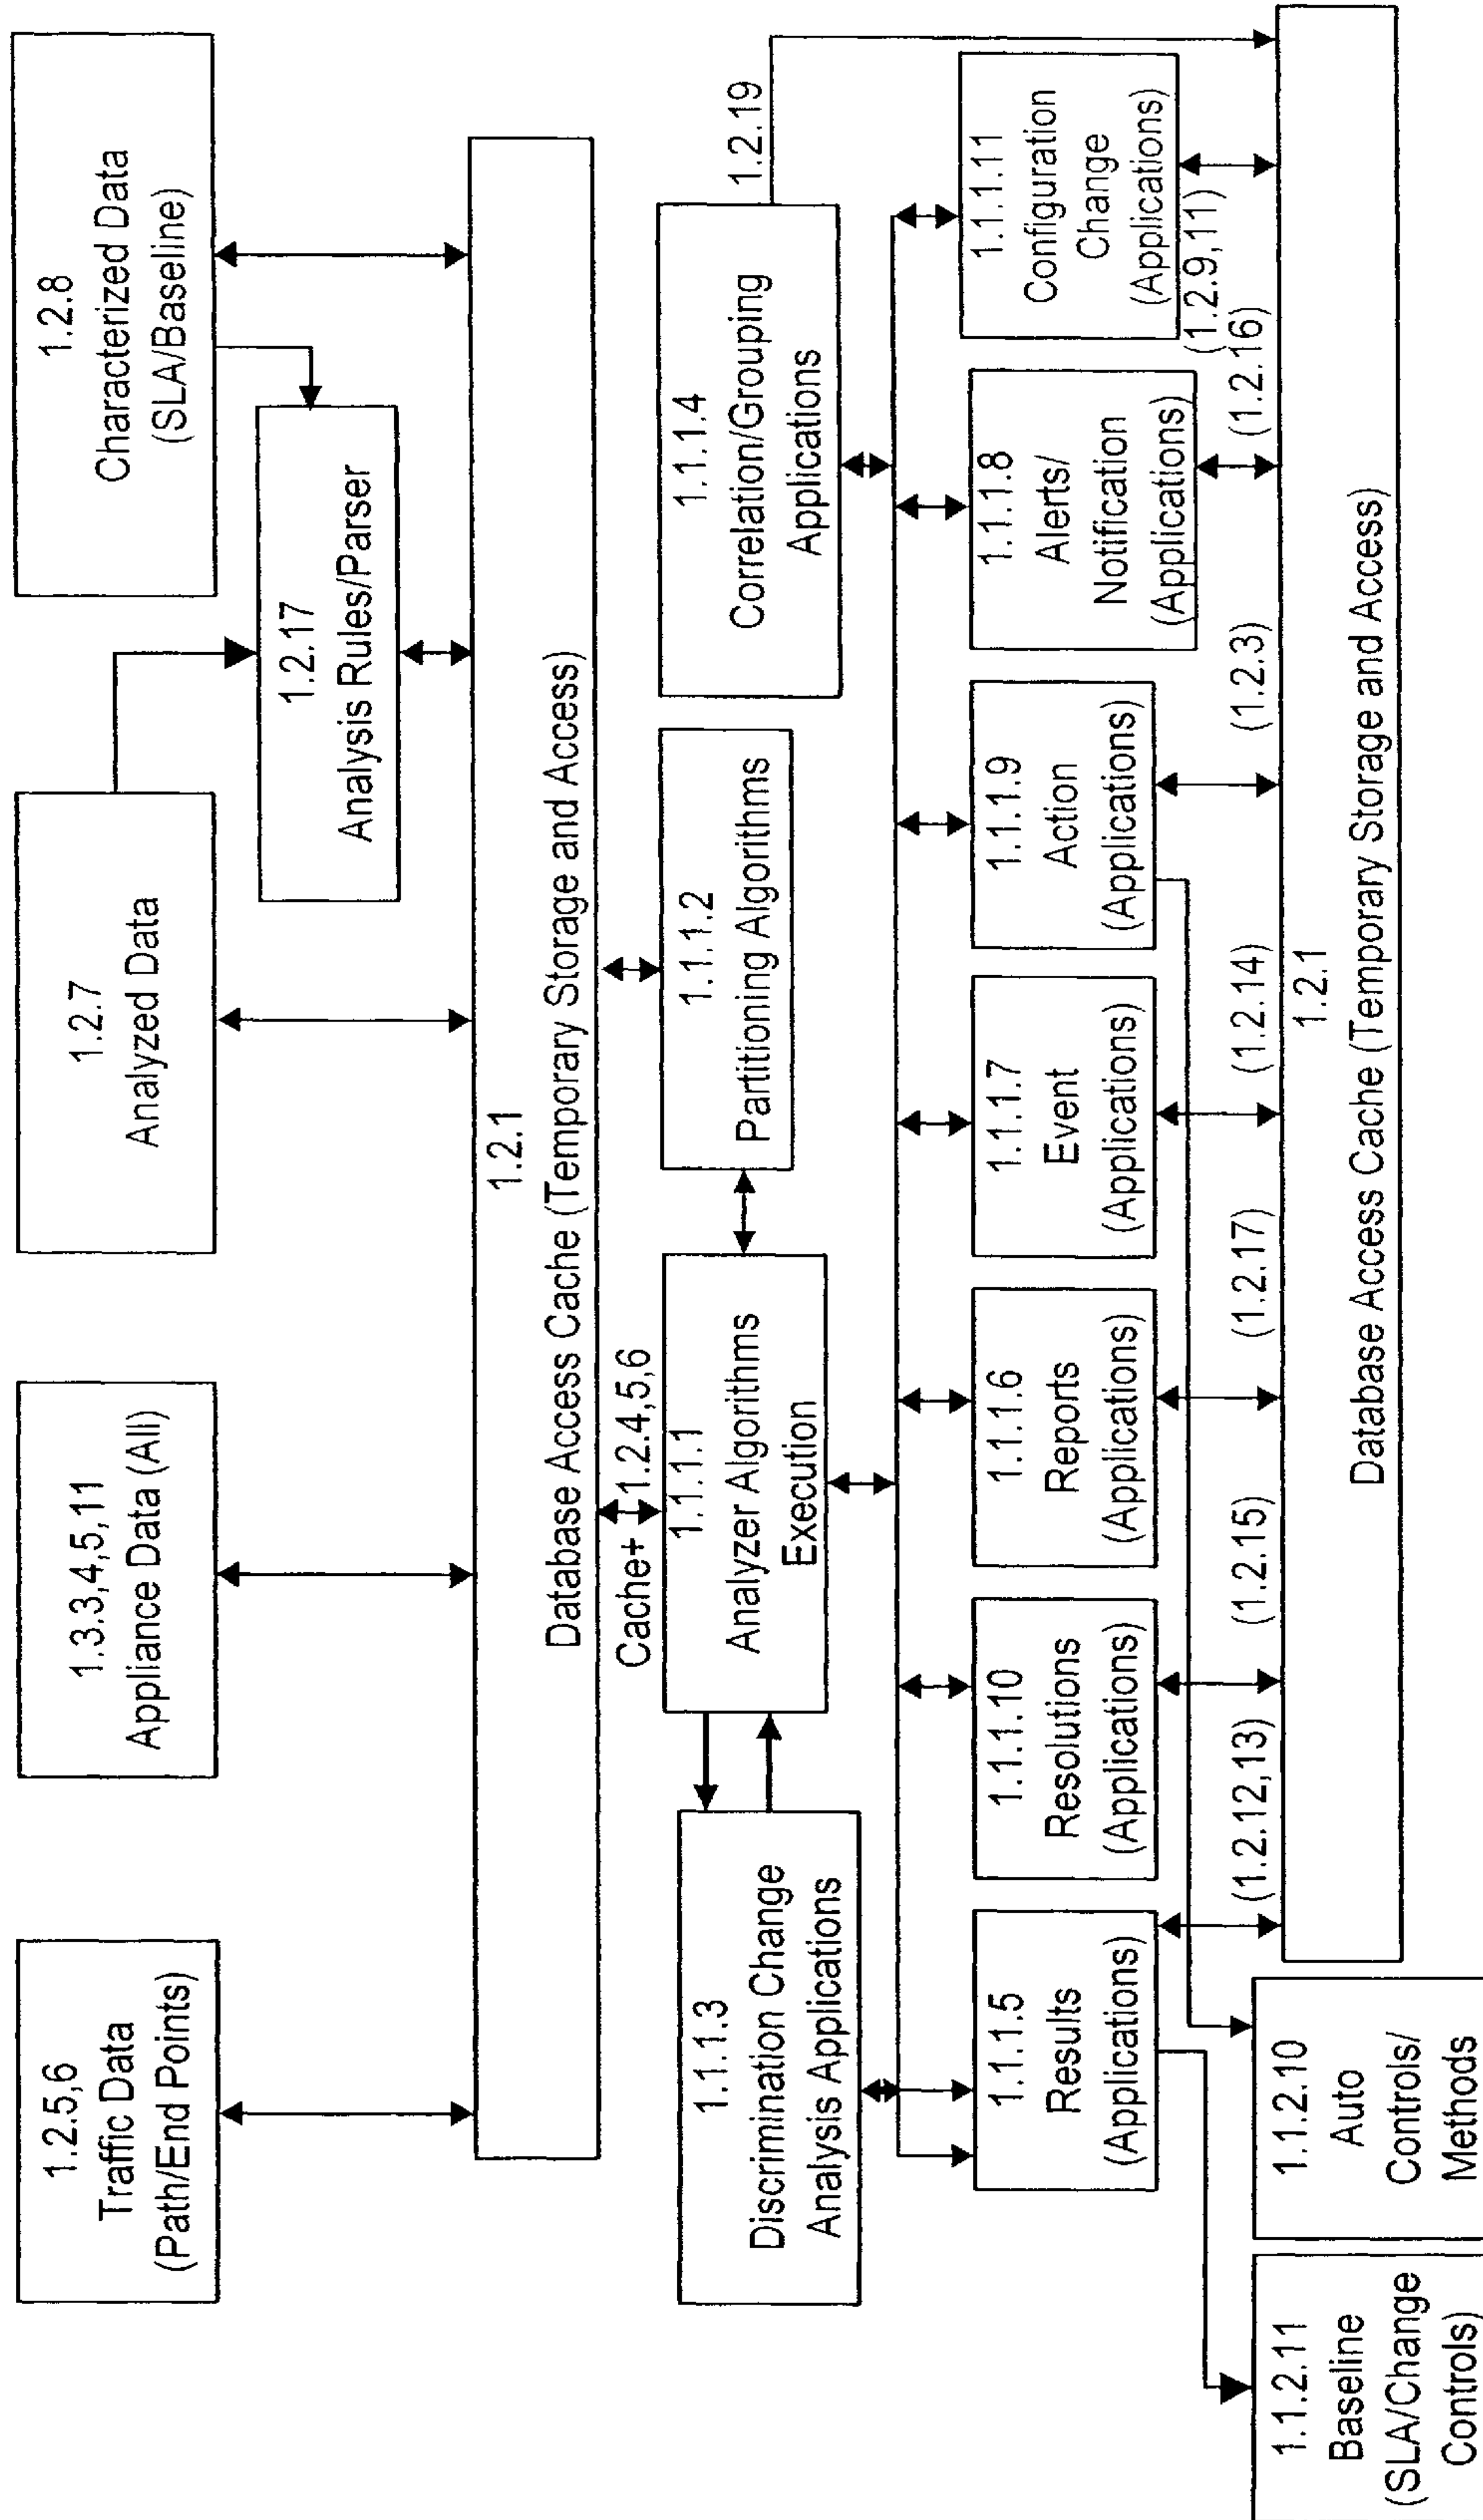 1.2.5,6
Traffic Data
(Path/End Points)
1.3.3,4,5,11
Appliance Data (All)
1.2.7
Analyzed Data
1.2.8
Characterized Data
(SLA/Baseline)
1.2.17
Analysis Rules/Parser
1.2.1
Database Access Cache (Temporary Storage and Access)
Cache+ 1.2.4,5,6
1.1.1.3
Discrimination Change
Analysis Applications
1.1.1.1
Analyzer Algorithms
Execution
1.1.1.2
Partitioning Algorithms
1.1.1.4
Correlation/Grouping
Applications
1.2.19
1.1.1.5
Results
(Applications)
1.1.1.10
Resolutions
(Applications)
1.1.1.6
Reports
(Applications)
1.1.1.7
Event
(Applications)
1.1.1.9
Action
(Applications)
1.1.1.8
Alerts/
Notification
(Applications)
1.1.1.11
Configuration
Change
(Applications)
(1.2.12,13)
(1.2.15)
(1.2.17)
(1.2.14)
(1.2.3)
(1.2.16)
(1.2.9,11)
1.2.1
Database Access Cache (Temporary Storage and Access)
1.1.2.11
Baseline
(SLA/Change
Controls)
1.1.2.10
Auto
Controls/
Methods